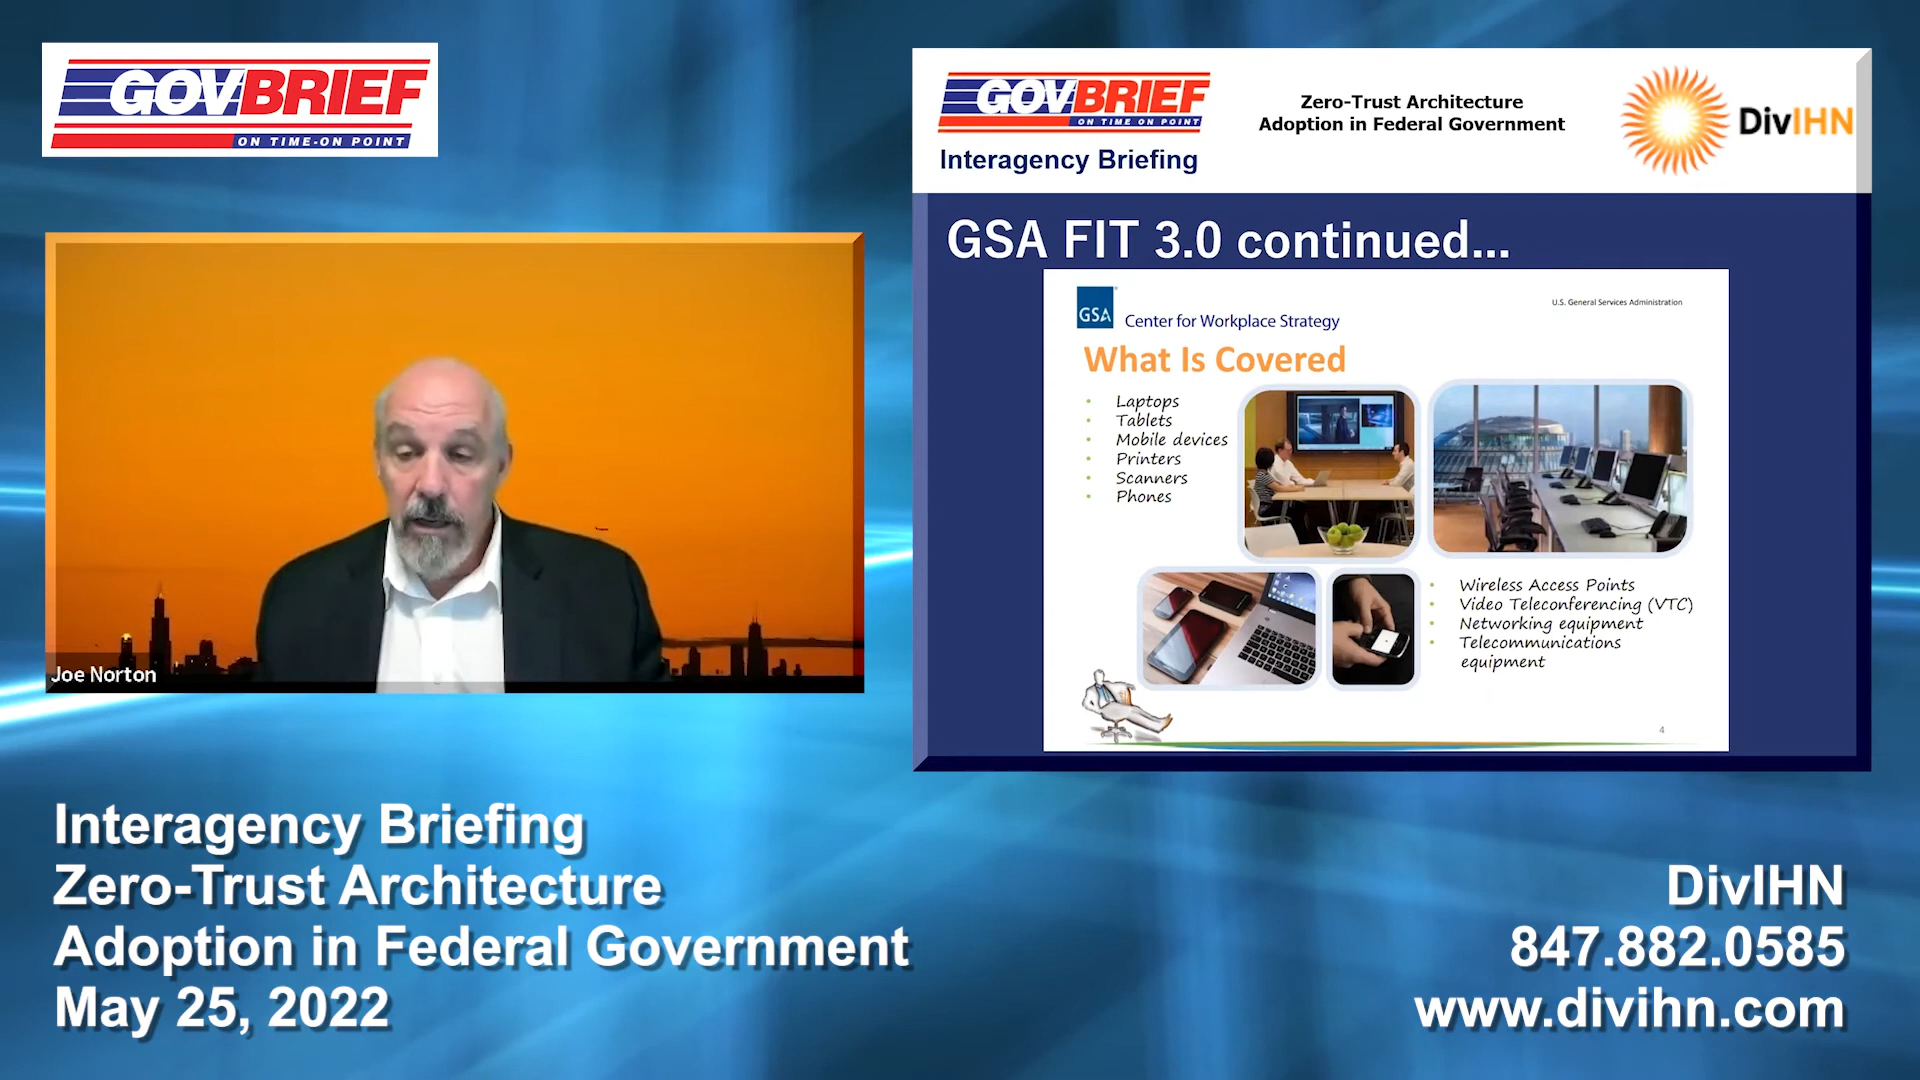 GOVBRIEF
ON TIME-ON POINT
Joe Norton
Interagency Briefing
Zero-Trust Architecture
Adoption in Federal Government
May 25, 2022
GOVBRIEF
ON TIME ON POINT
Interagency Briefing
Zero-Trust Architecture
Adoption in Federal Government
DivIHN
GSA FIT 3.0 continued...
GSA
Center for Workplace Strategy
U.S. General Services Administration
What Is Covered
• Laptops
• Tablets
• Mobile devices
• Printers
• Scanners
• Phones
• Wireless Access Points
• Video Teleconferencing (VTC)
• Networking equipment
• Telecommunications
equipment
4
DivIHN
847.882.0585
www.divihn.com